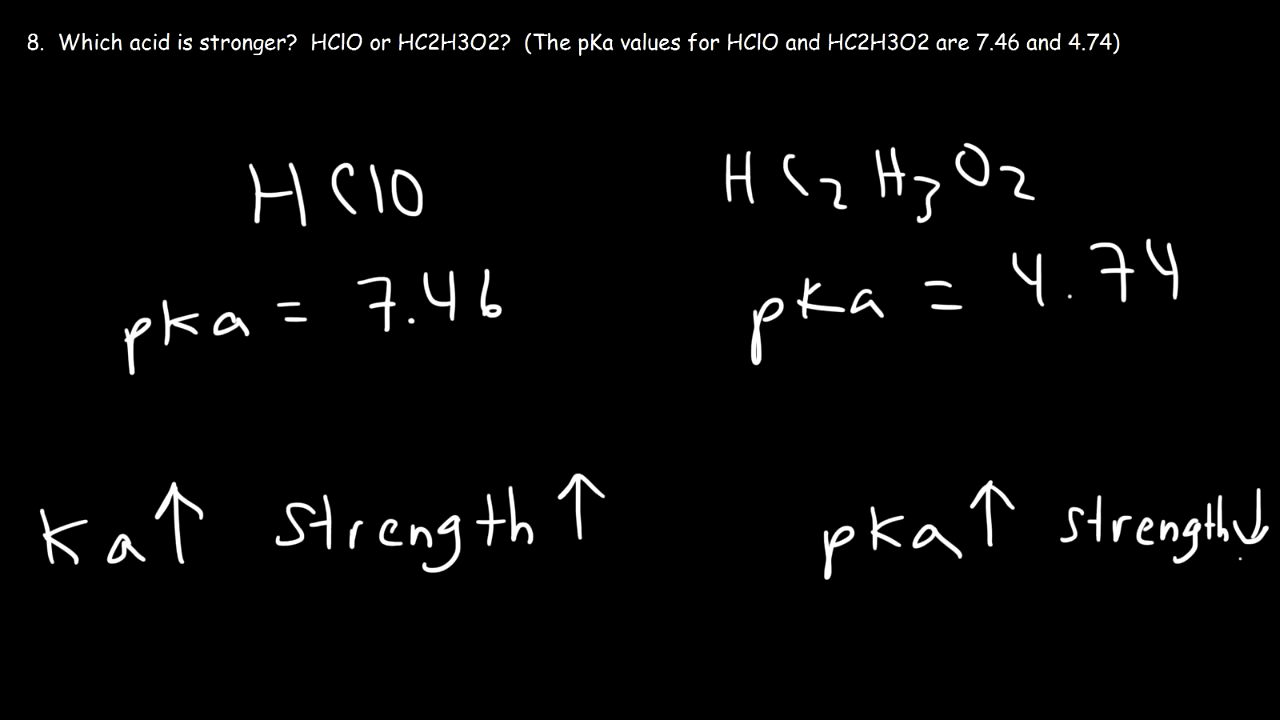 8. Which acid is stronger? HClO or HC2H3O2? (The pKa values for HClO and HC2H3O2 are 7.46 and 4.74)
HClO HC2H3O2
pKa = 7.46 pKa = 4.74
Ka ↑ strength ↑ pKa ↑ strength ↓